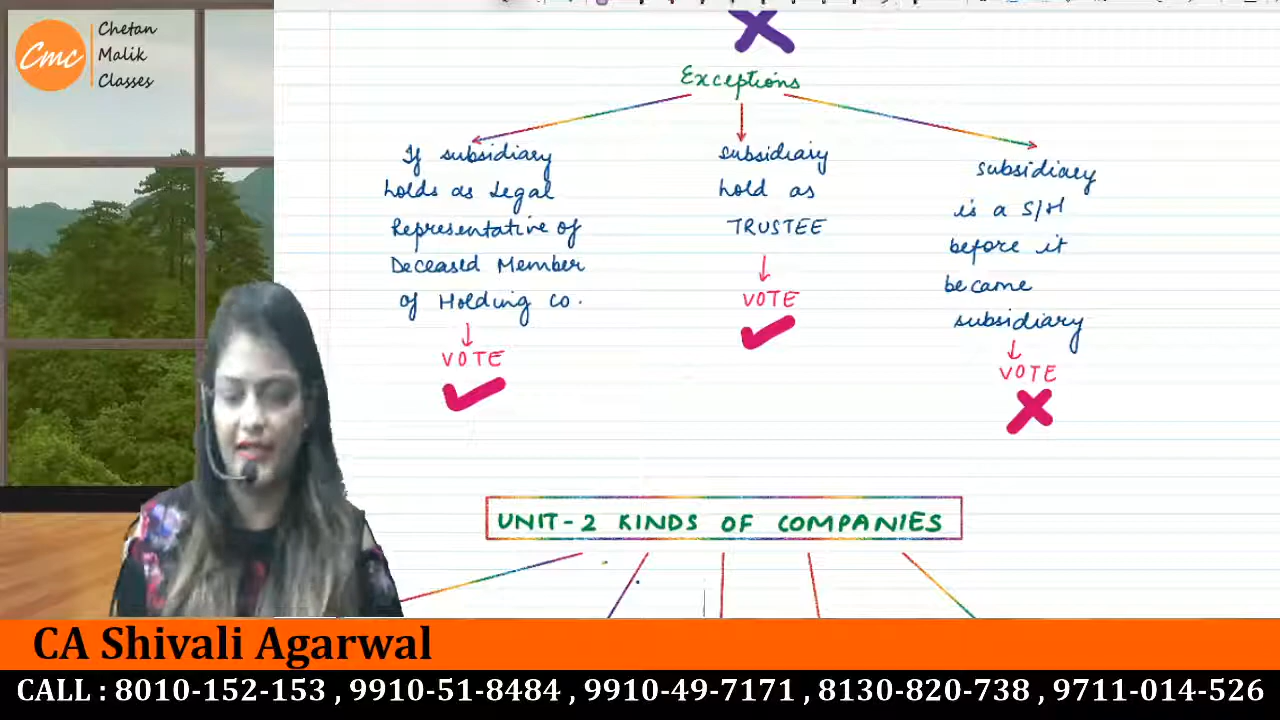 Cmc
Chetan
Malik
Classes
Exceptions
If subsidiary
holds as Legal
Representative of
Deceased Member
of Holding Co.
VOTE
subsidiary
hold as
TRUSTEE
VOTE
subsidiary
is a S/H
before it
became
subsidiary
VOTE
UNIT-2 KINDS OF COMPANIES
CA Shivali Agarwal
CALL : 8010-152-153 , 9910-51-8484 , 9910-49-7171 , 8130-820-738 , 9711-014-526